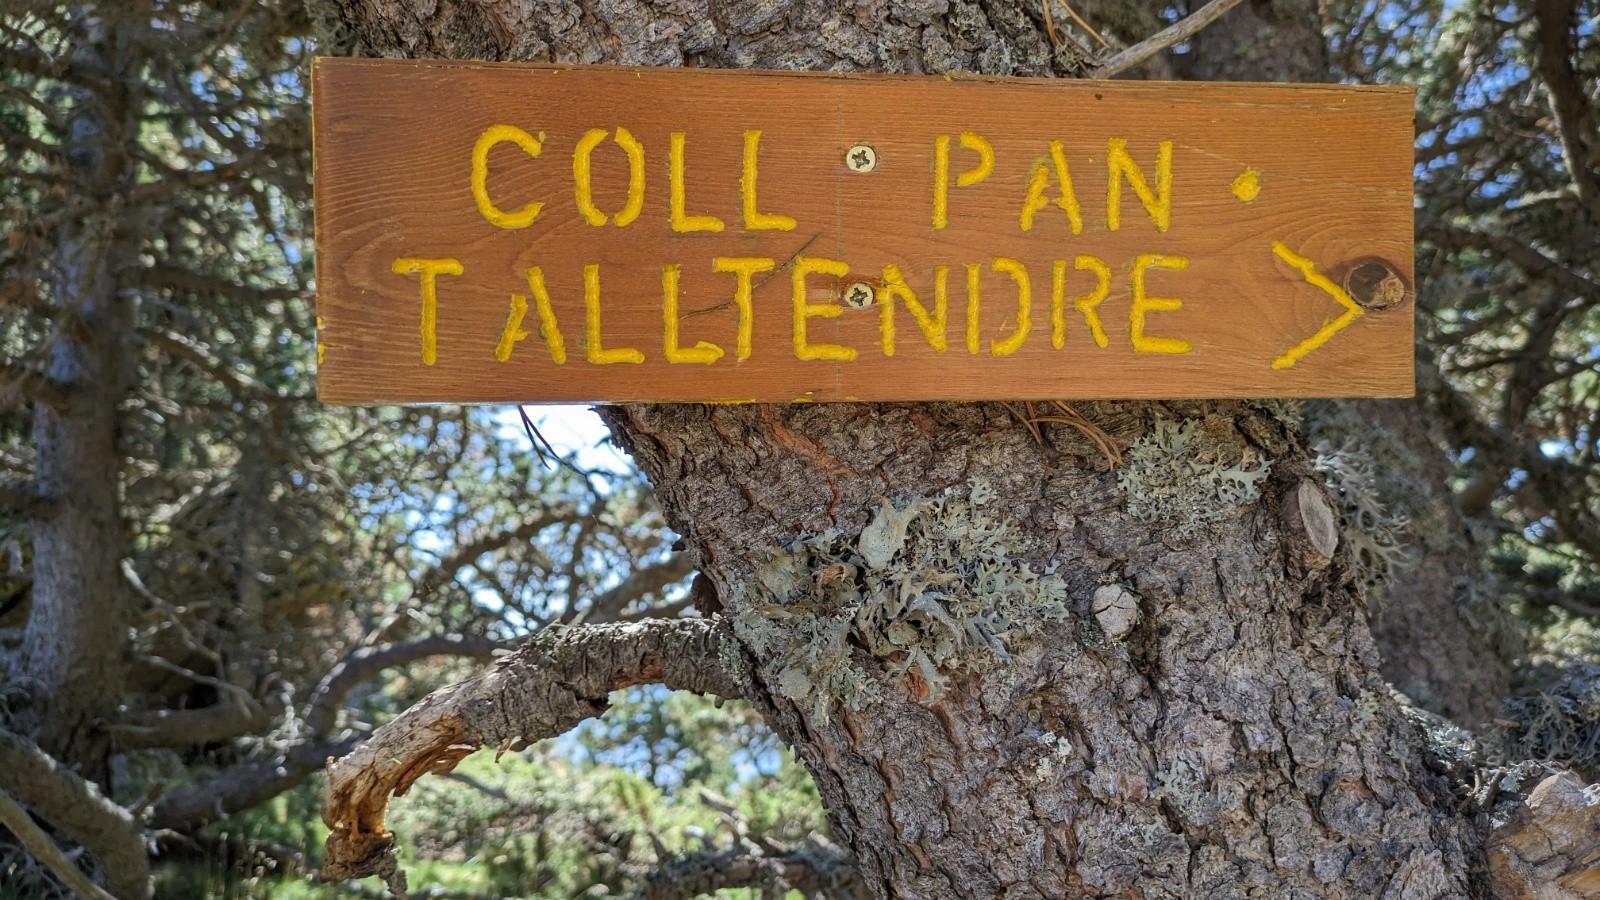 COLL PAN ·
TALLTENDRE >